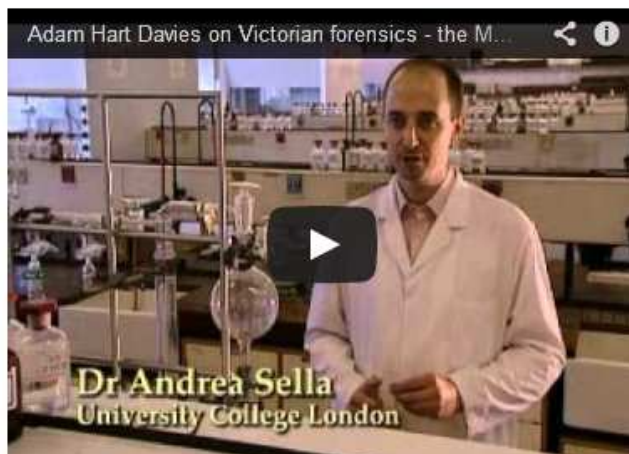 Adam Hart Davies on Victorian forensics - the M...
Dr Andrea Sella
University College London